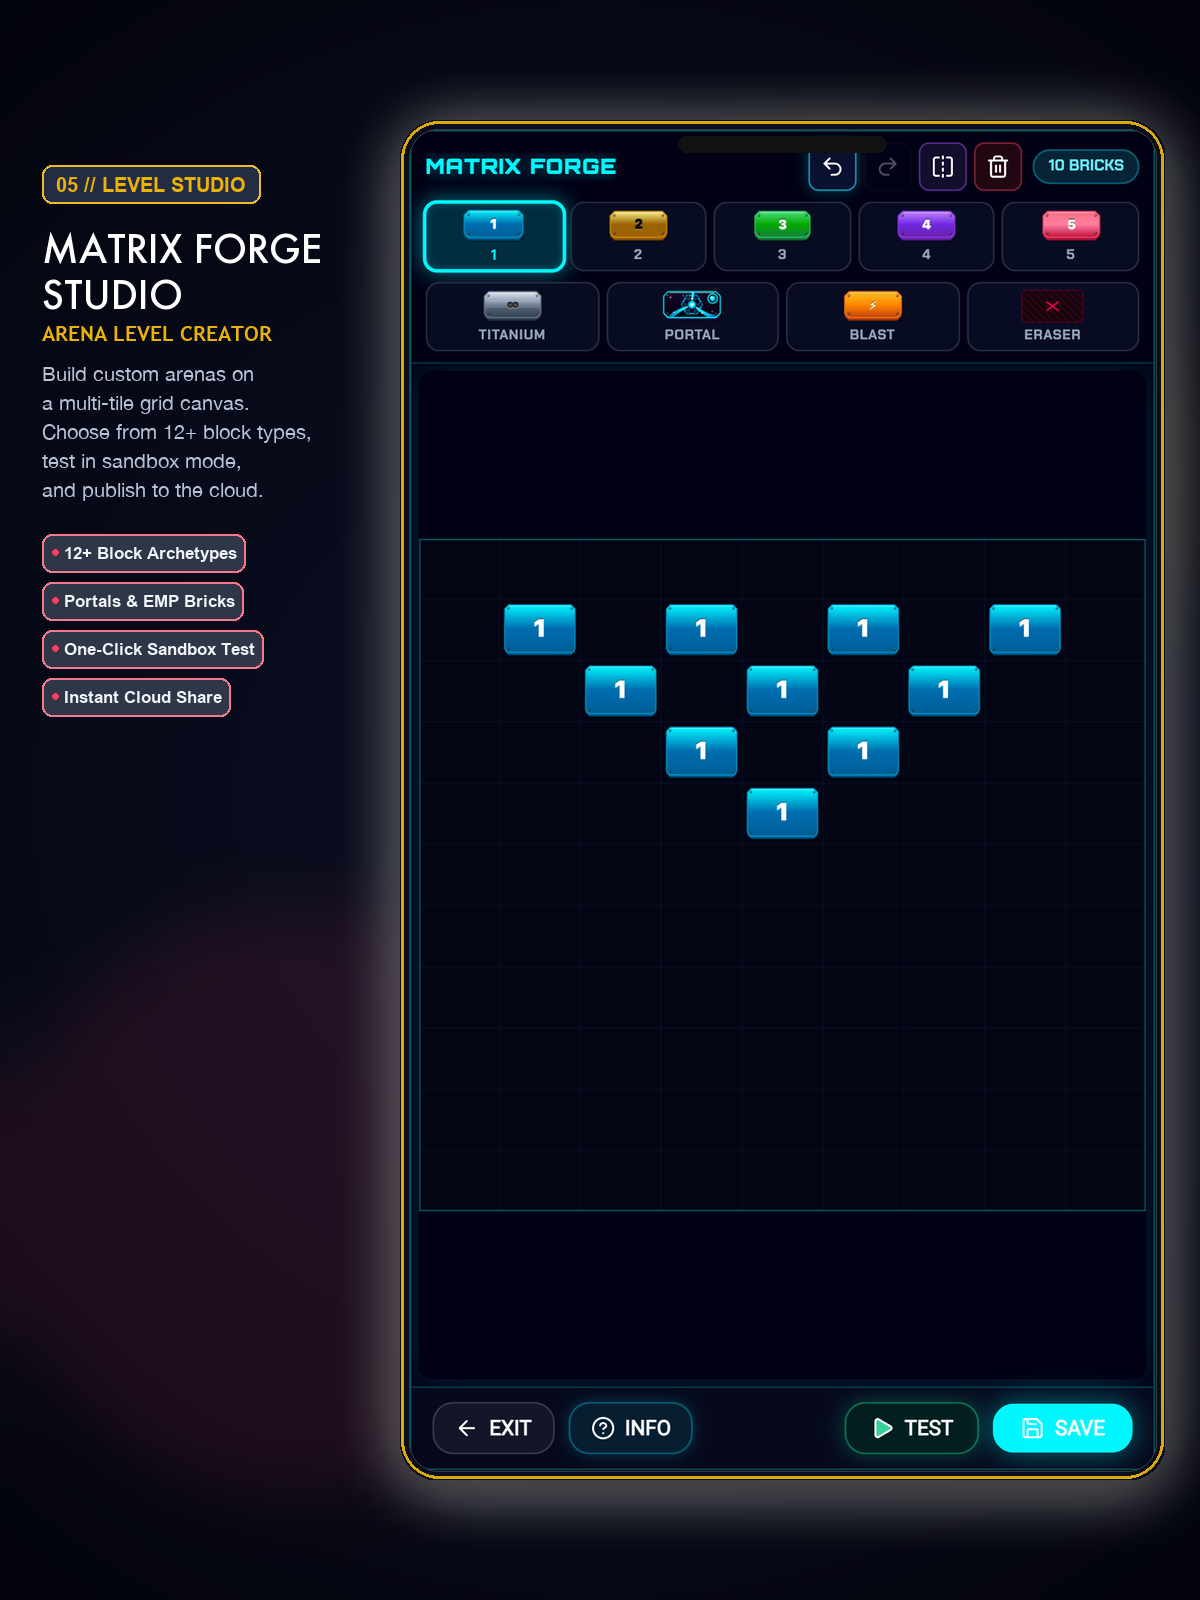 05 // LEVEL STUDIO
MATRIX FORGE
STUDIO
ARENA LEVEL CREATOR
Build custom arenas on
a multi-tile grid canvas.
Choose from 12+ block types,
test in sandbox mode,
and publish to the cloud.
12+ Block Archetypes
Portals & EMP Bricks
One-Click Sandbox Test
Instant Cloud Share
MATRIX FORGE
10 BRICKS
1 2 3 4 5
1 2 3 4 5
∞
TITANIUM PORTAL BLAST ERASER
1 1 1 1
1 1 1
1 1
1
EXIT INFO TEST SAVE